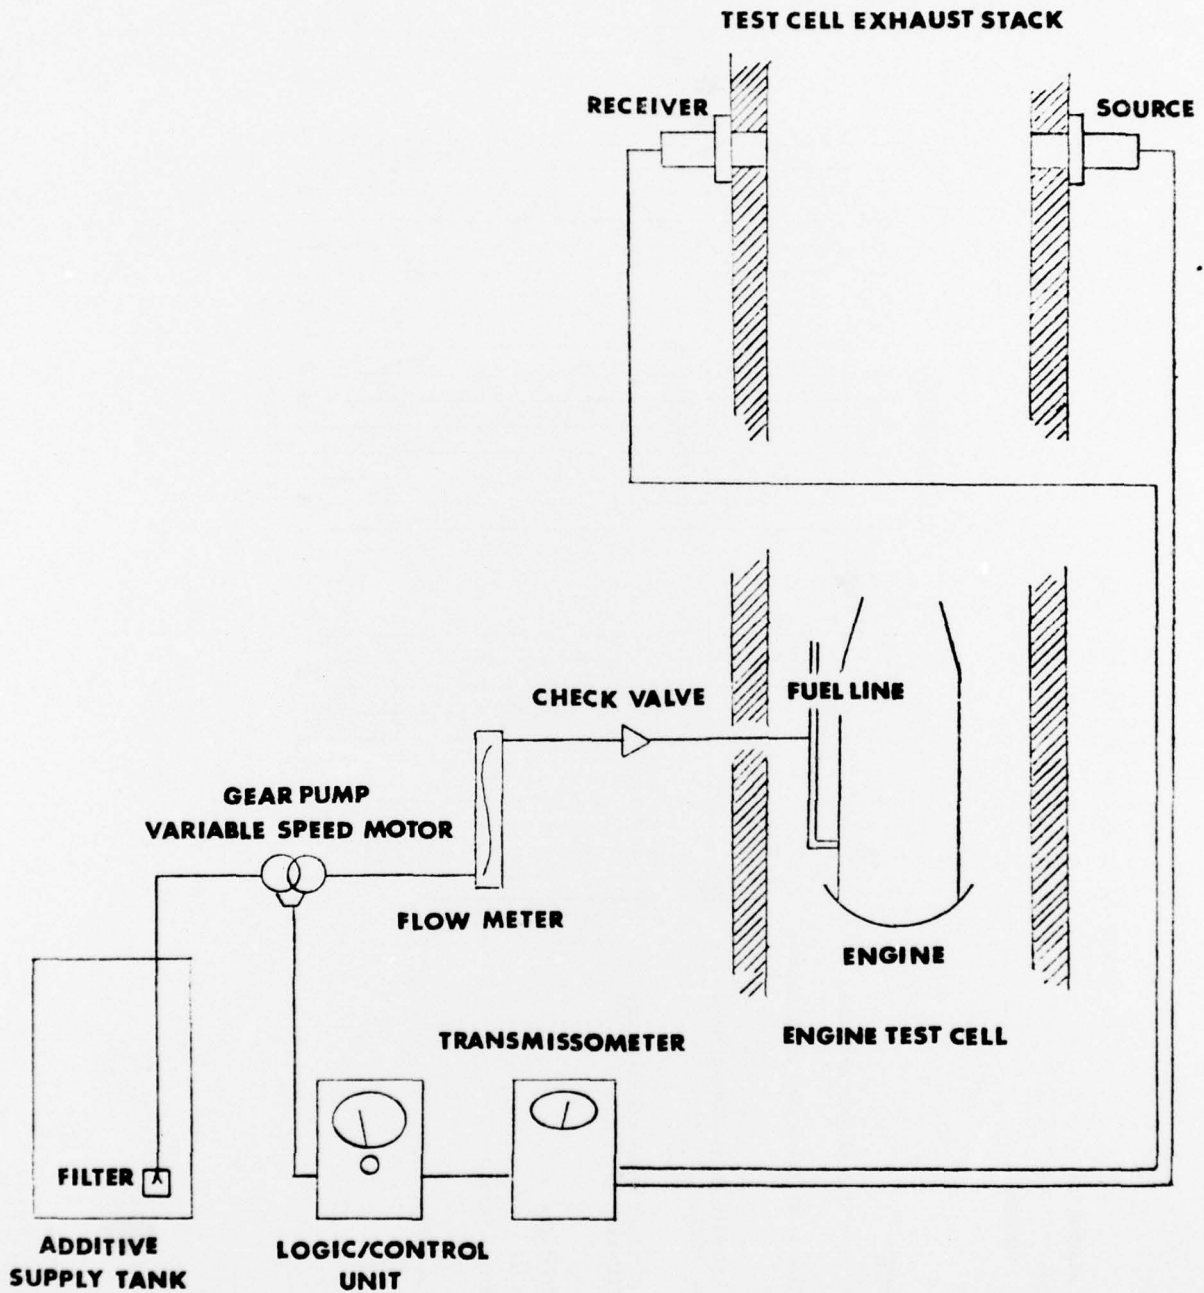 TEST CELL EXHAUST STACK
RECEIVER
SOURCE
CHECK VALVE
FUEL LINE
GEAR PUMP
VARIABLE SPEED MOTOR
FLOW METER
ENGINE
TRANSMISSOMETER
ENGINE TEST CELL
FILTER
ADDITIVE
SUPPLY TANK
LOGIC/CONTROL
UNIT